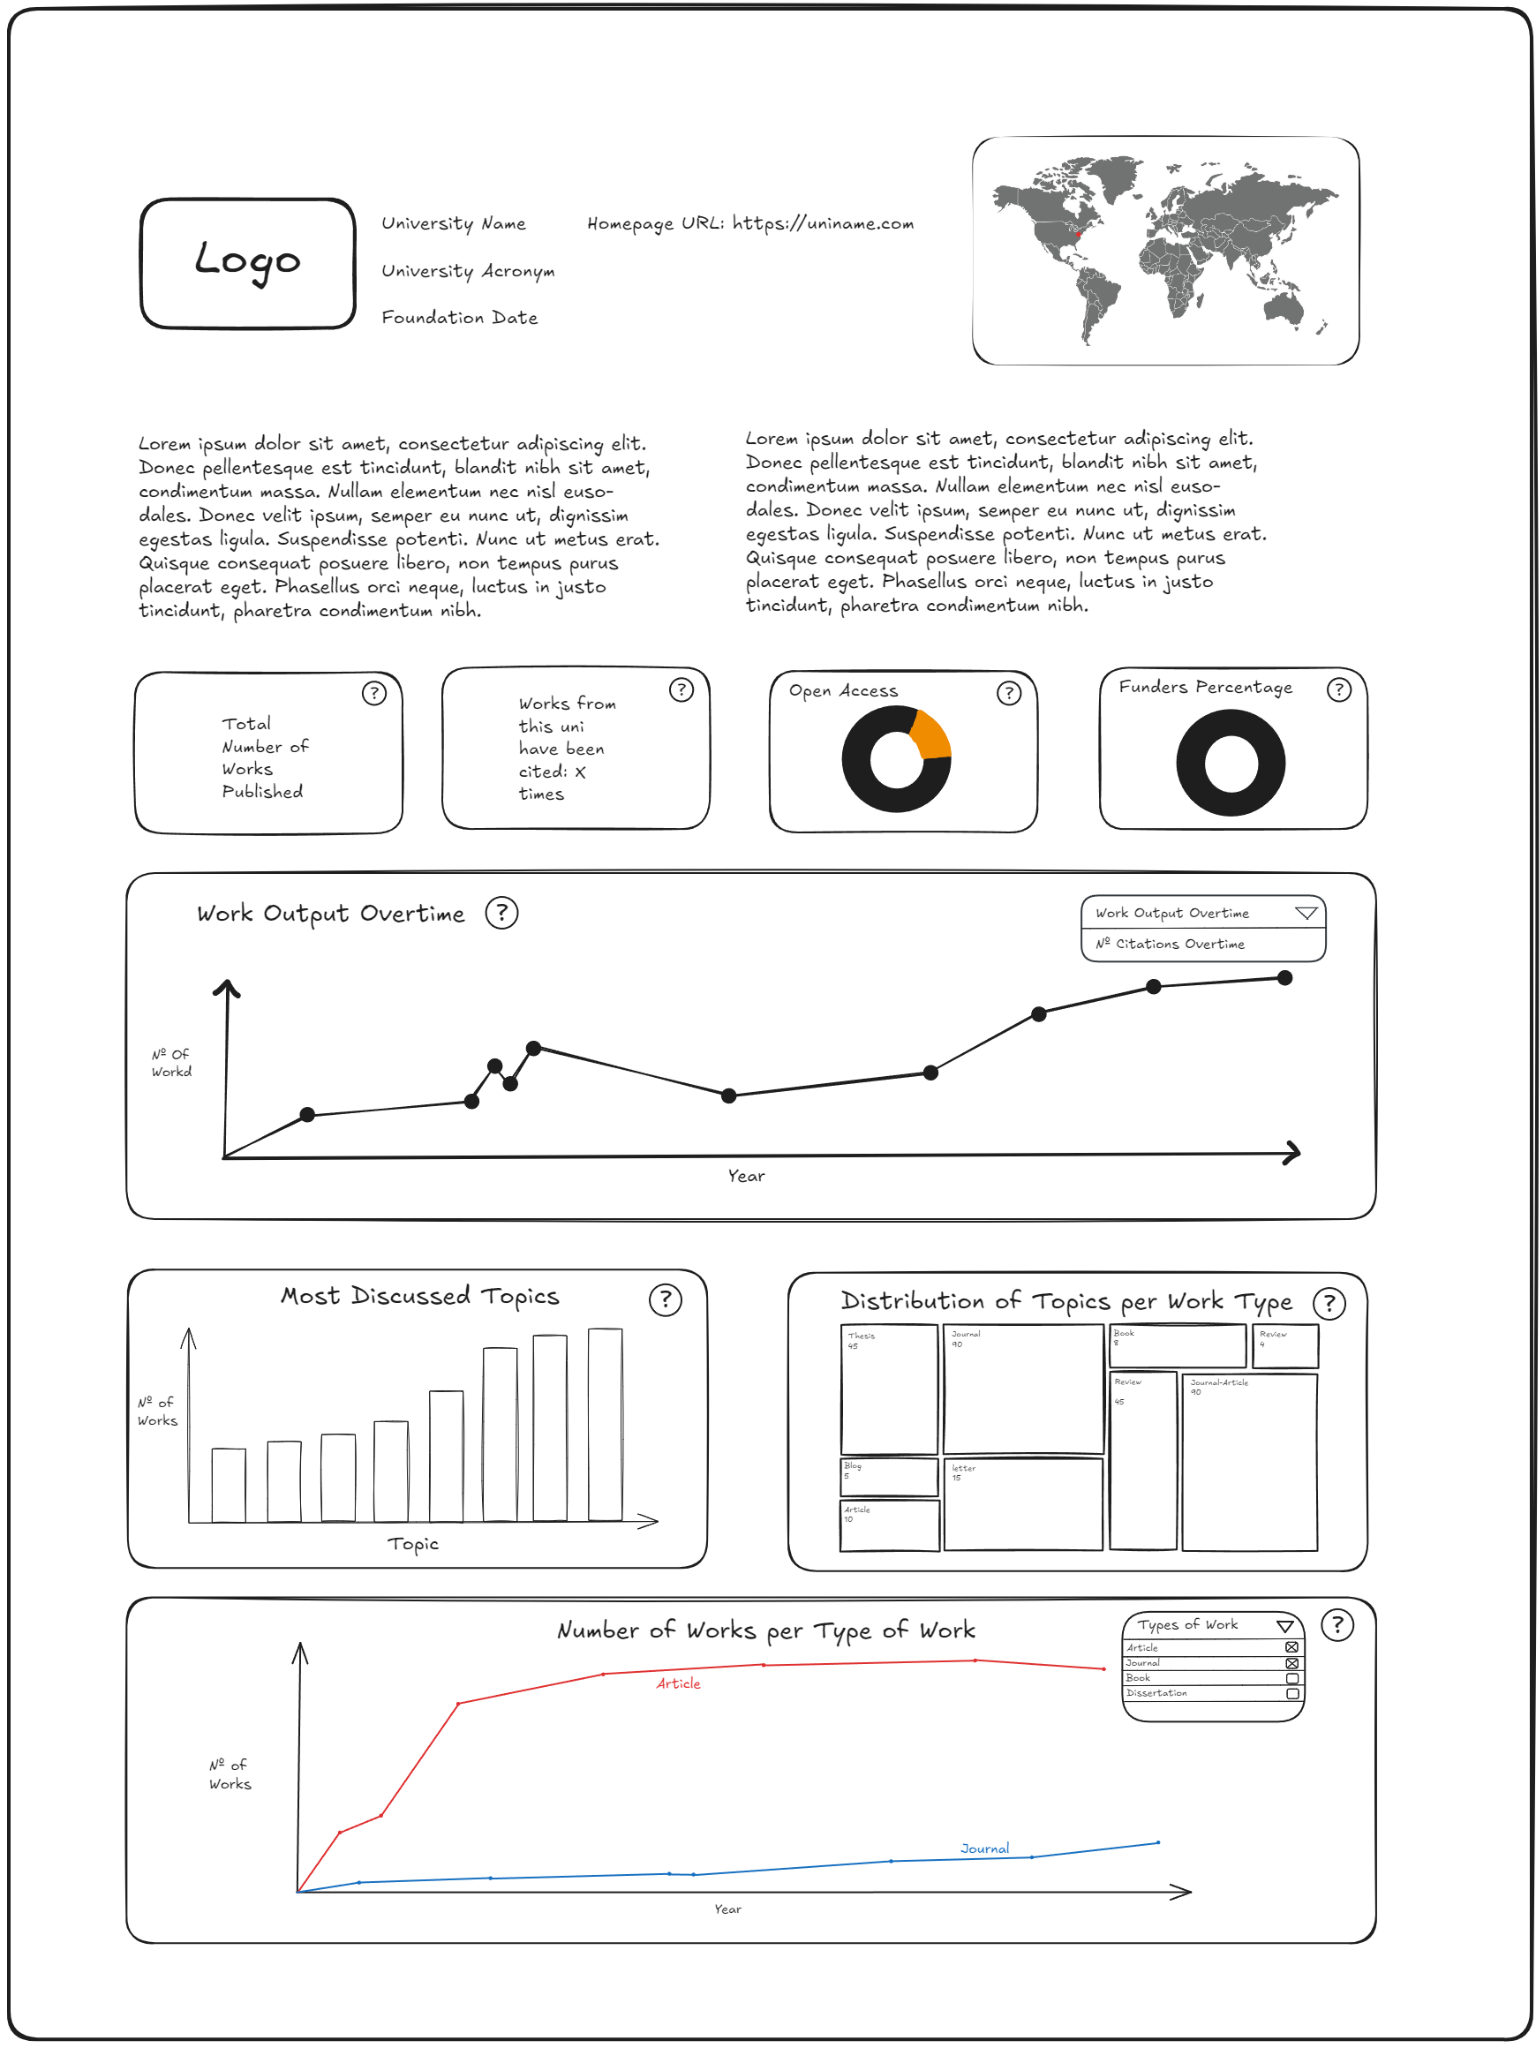 Logo
University Name
Homepage URL: https://uniname.com
University Acronym
Foundation Date
Lorem ipsum dolor sit amet, consectetur adipiscing elit.
Donec pellentesque est tincidunt, blandit nibh sit amet,
condimentum massa. Nullam elementum nec nisl euso-
dales. Donec velit ipsum, semper eu nunc ut, dignissim
egestas ligula. Suspendisse potenti. Nunc ut metus erat.
Quisque consequat posuere libero, non tempus purus
placerat eget. Phasellus orci neque, luctus in justo
tincidunt, pharetra condimentum nibh.
Lorem ipsum dolor sit amet, consectetur adipiscing elit.
Donec pellentesque est tincidunt, blandit nibh sit amet,
condimentum massa. Nullam elementum nec nisl euso-
dales. Donec velit ipsum, semper eu nunc ut, dignissim
egestas ligula. Suspendisse potenti. Nunc ut metus erat.
Quisque consequat posuere libero, non tempus purus
placerat eget. Phasellus orci neque, luctus in justo
tincidunt, pharetra condimentum nibh.
?
Total
Number of
Works
Published
?
Works from
this uni
have been
cited: X
times
Open Access
?
Funders Percentage
?
Work Output Overtime
?
Work Output Overtime
Nº Citations Overtime
Nº Of
Workd
Year
Most Discussed Topics
?
Nº of
Works
Topic
Distribution of Topics per Work Type
?
Thesis
45
Journal
90
Book
8
Review
4
Review
45
Journal-Article
90
Blog
5
letter
15
Article
10
Number of Works per Type of Work
?
Types of Work
Article
Journal
Book
Dissertation
Article
Nº of
Works
Journal
Year